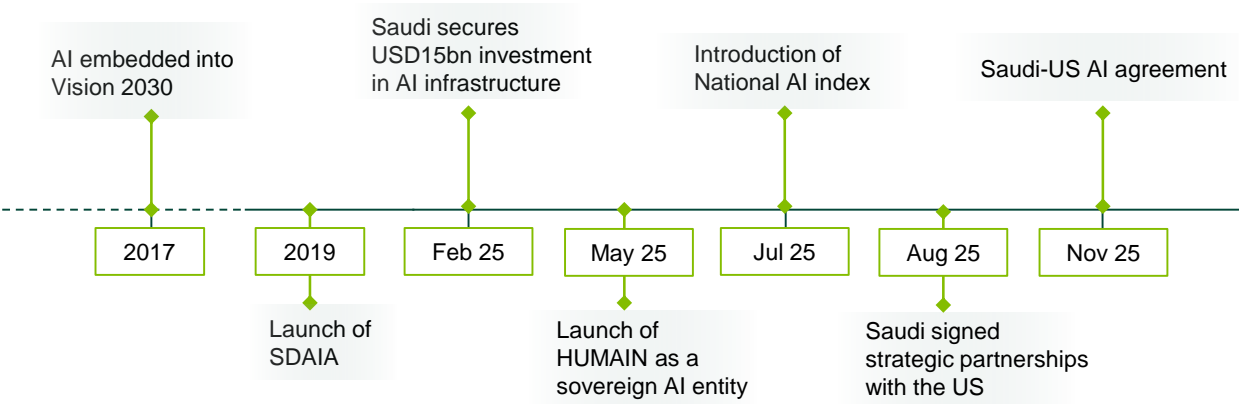 AI embedded into
Vision 2030
Saudi secures
USD15bn investment
in AI infrastructure
Introduction of
National AI index
Saudi-US AI agreement
2017
2019
Feb 25
May 25
Jul 25
Aug 25
Nov 25
Launch of
SDAIA
Launch of
HUMAIN as a
sovereign AI entity
Saudi signed
strategic partnerships
with the US